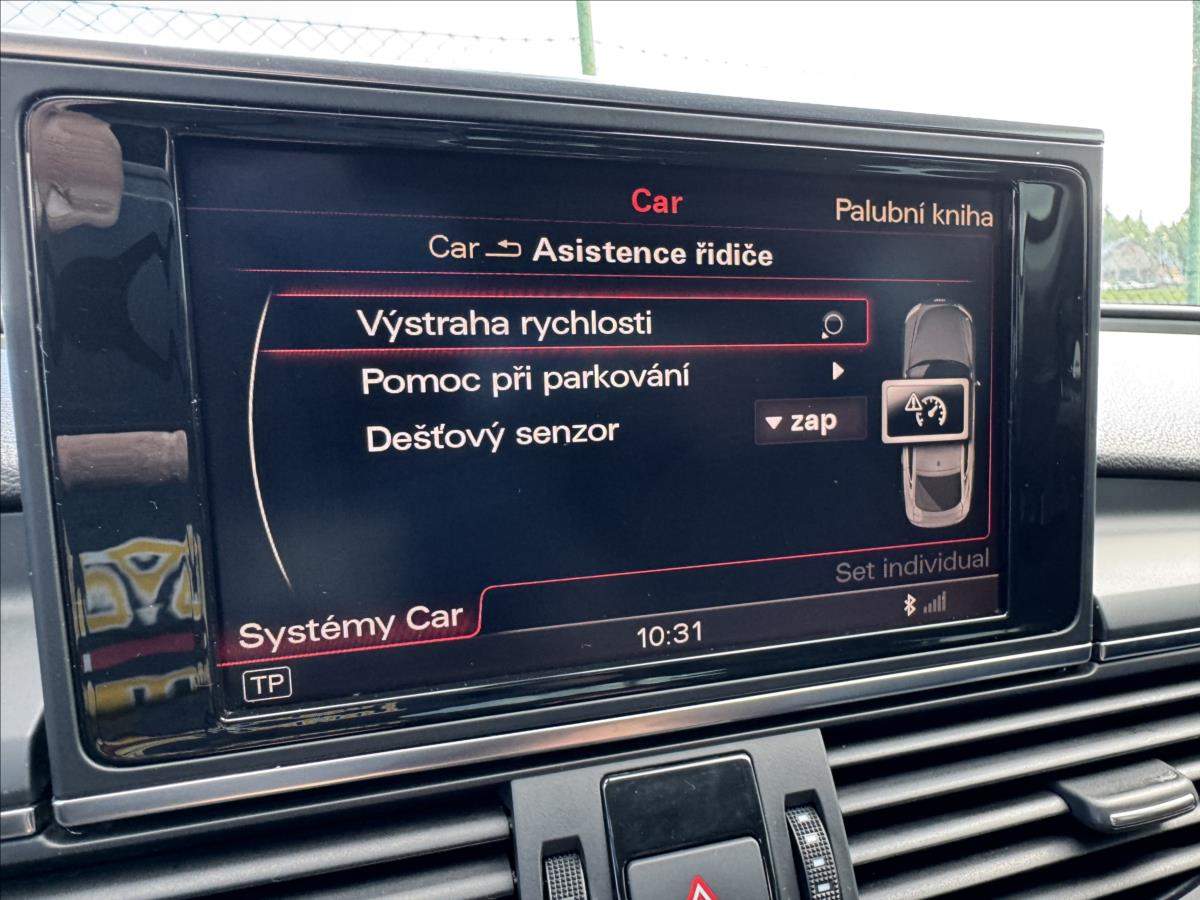 Car
Palubní kniha
Car Asistence řidiče
Výstraha rychlosti
Pomoc při parkování
Dešťový senzor zap
Set individual
Systémy Car
10:31
TP